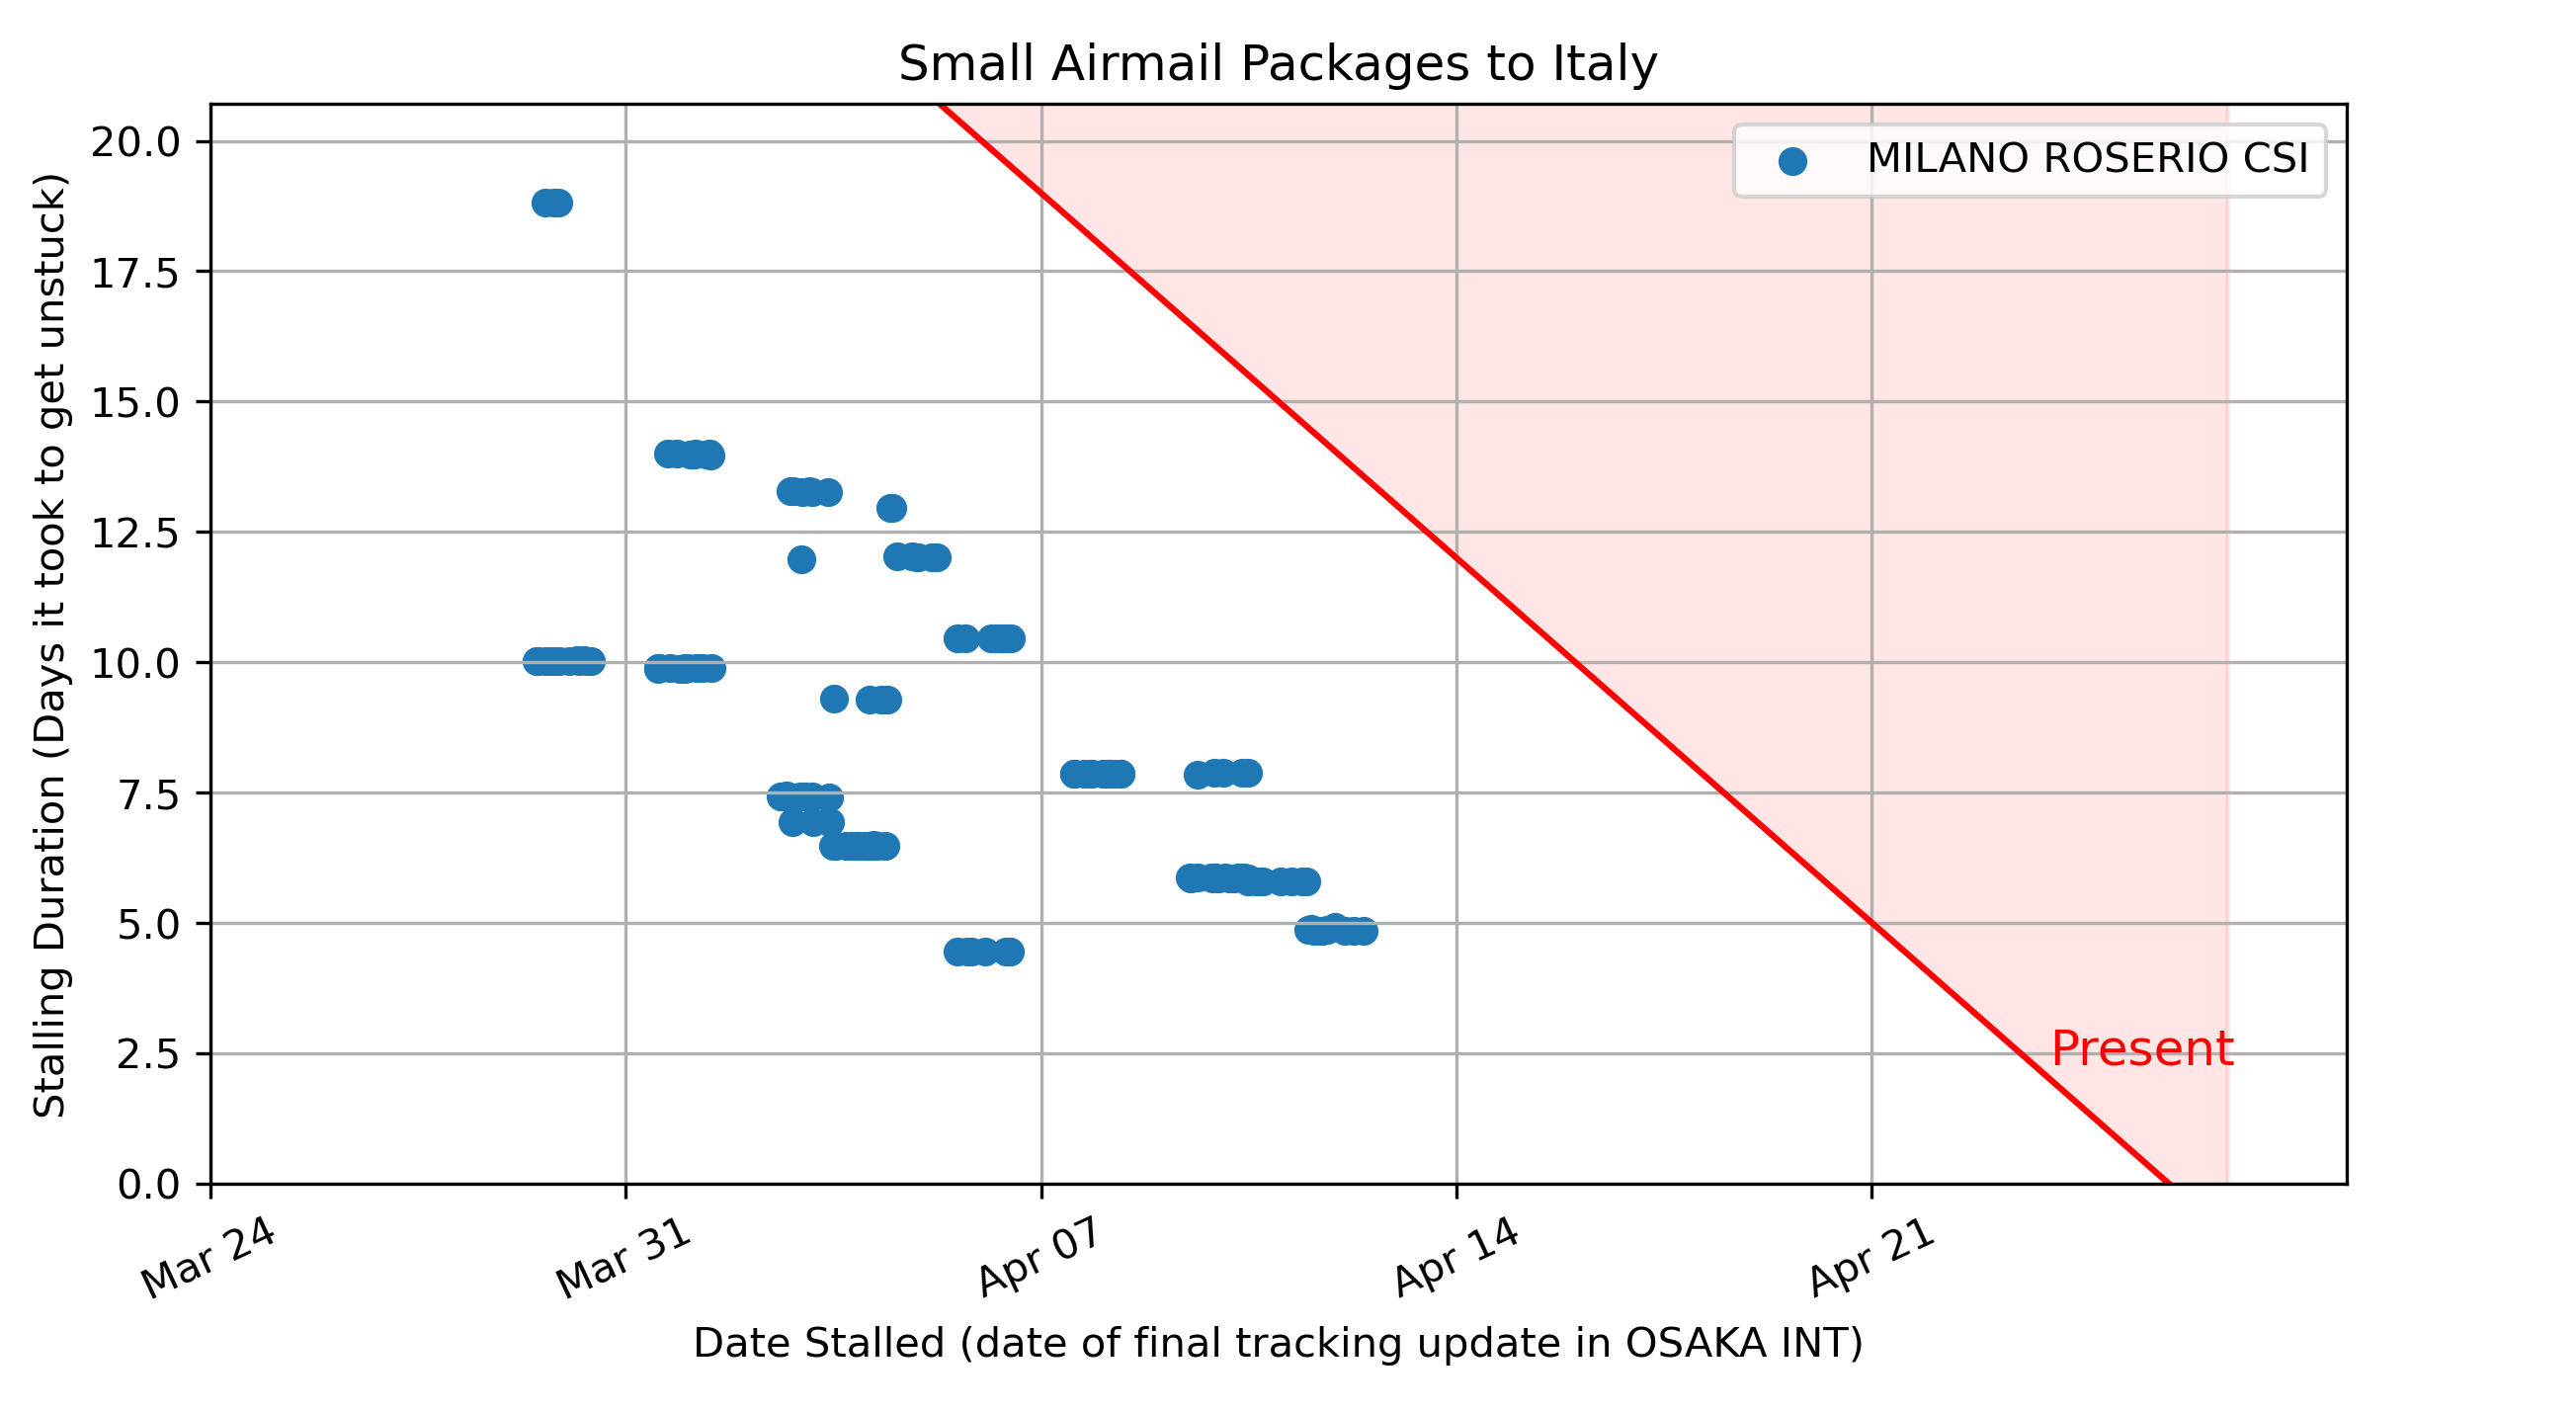 Small Airmail Packages to Italy
MILANO ROSERIO CSI
Stalling Duration (Days it took to get unstuck)
20.0
17.5
15.0
12.5
10.0
7.5
5.0
2.5
0.0
Present
Mar 24
Mar 31
Apr 07
Apr 14
Apr 21
Date Stalled (date of final tracking update in OSAKA INT)